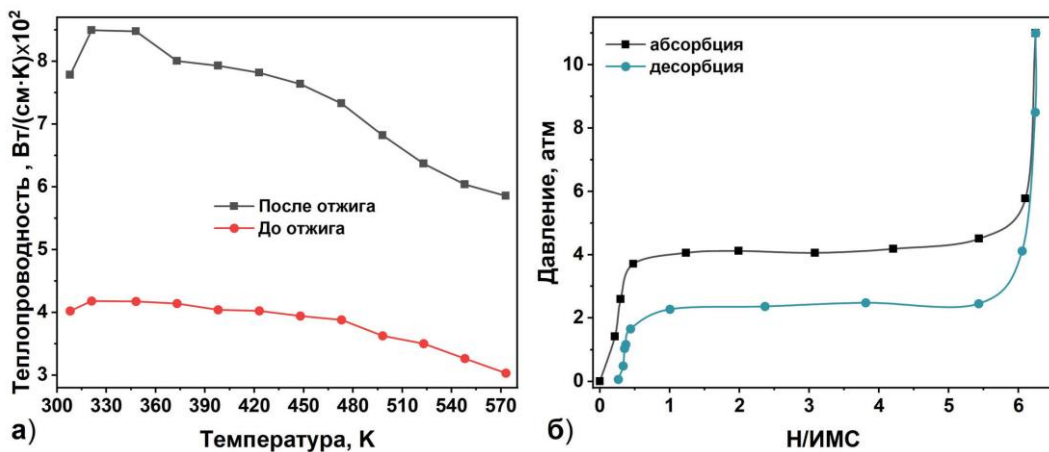 Теплопроводность , Вт/(см·K)×10²
8
7
6
5
4
3
300 330 360 390 420 450 480 510 540 570
Температура, K
После отжига
До отжига
а)
Давление, атм
10
8
6
4
2
0
0 1 2 3 4 5 6
Н/ИМС
абсорбция
десорбция
б)